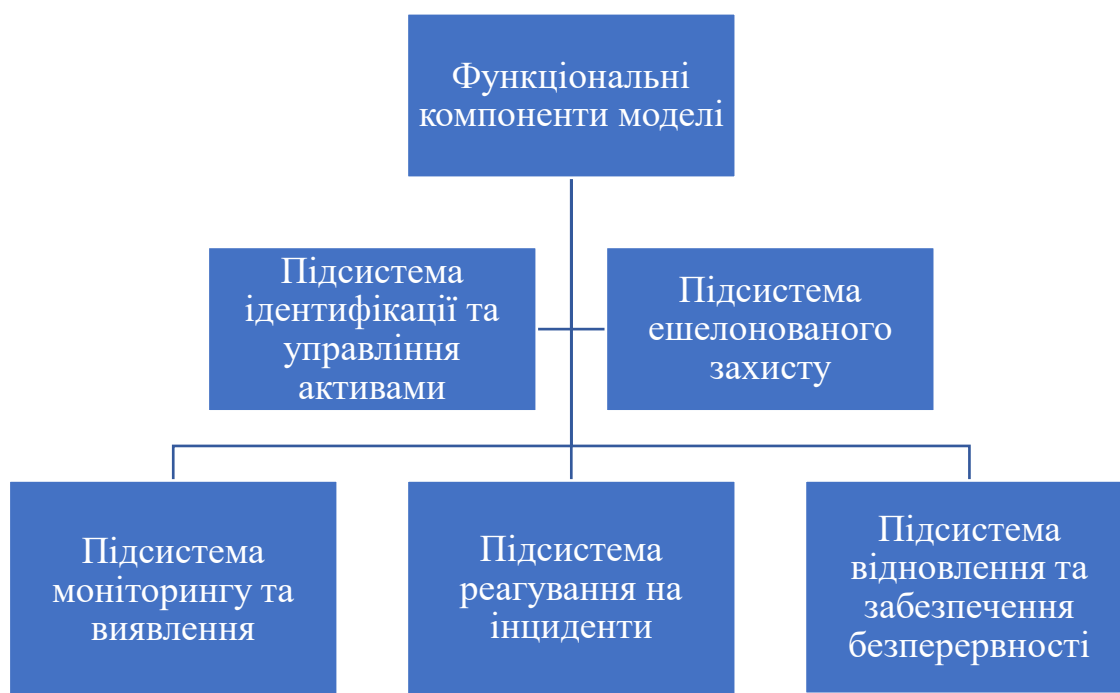 Функціональні
компоненти моделі
Підсистема
ідентифікації та
управління
активами
Підсистема
ешелонованого
захисту
Підсистема
моніторингу та
виявлення
Підсистема
реагування на
інциденти
Підсистема
відновлення та
забезпечення
безперервності